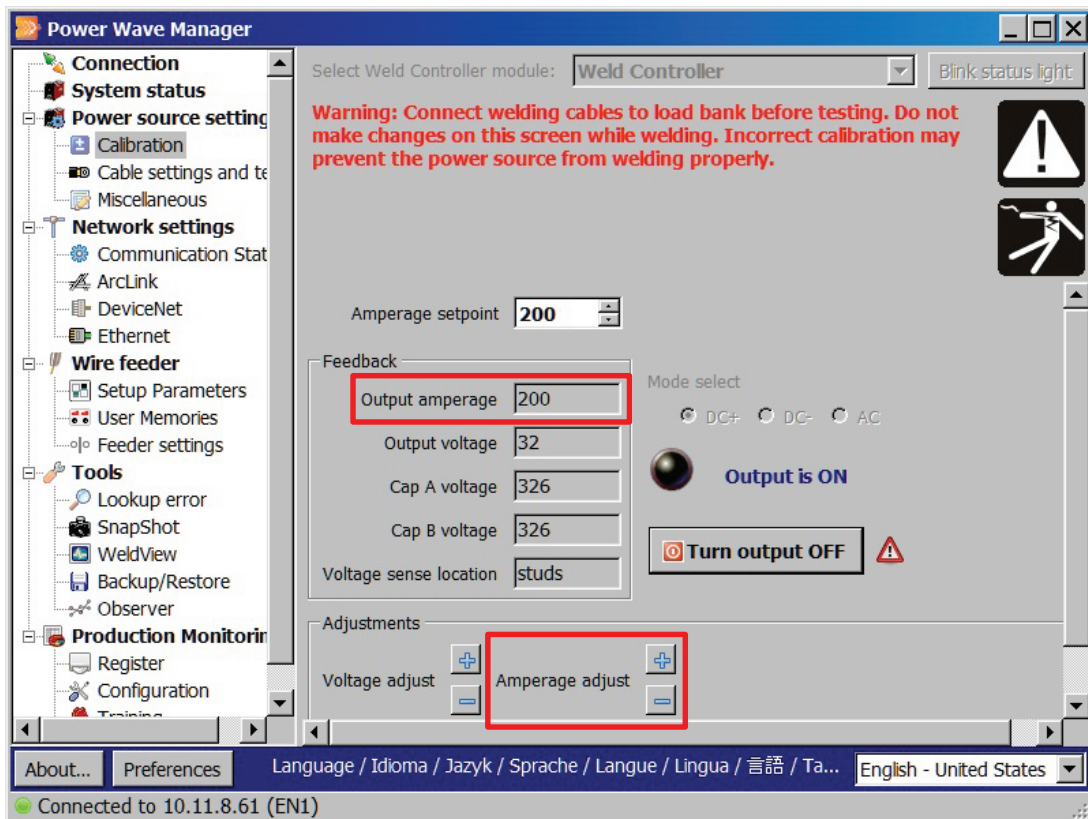 Power Wave Manager
Connection
System status
Power source setting
Calibration
Cable settings and te
Miscellaneous
Network settings
Communication Stat
ArcLink
DeviceNet
Ethernet
Wire feeder
Setup Parameters
User Memories
Feeder settings
Tools
Lookup error
SnapShot
WeldView
Backup/Restore
Observer
Production Monitorin
Register
Configuration
Training
Select Weld Controller module:
Weld Controller
Blink status light
Warning: Connect welding cables to load bank before testing. Do not
make changes on this screen while welding. Incorrect calibration may
prevent the power source from welding properly.
Amperage setpoint 200
Feedback
Output amperage 200
Output voltage 32
Cap A voltage 326
Cap B voltage 326
Voltage sense location studs
Mode select
DC+ DC- AC
Output is ON
Turn output OFF
Adjustments
Voltage adjust
Amperage adjust
About...
Preferences
Language / Idioma / Jazyk / Sprache / Langue / Lingua / 言語 / Ta...
English - United States
Connected to 10.11.8.61 (EN1)